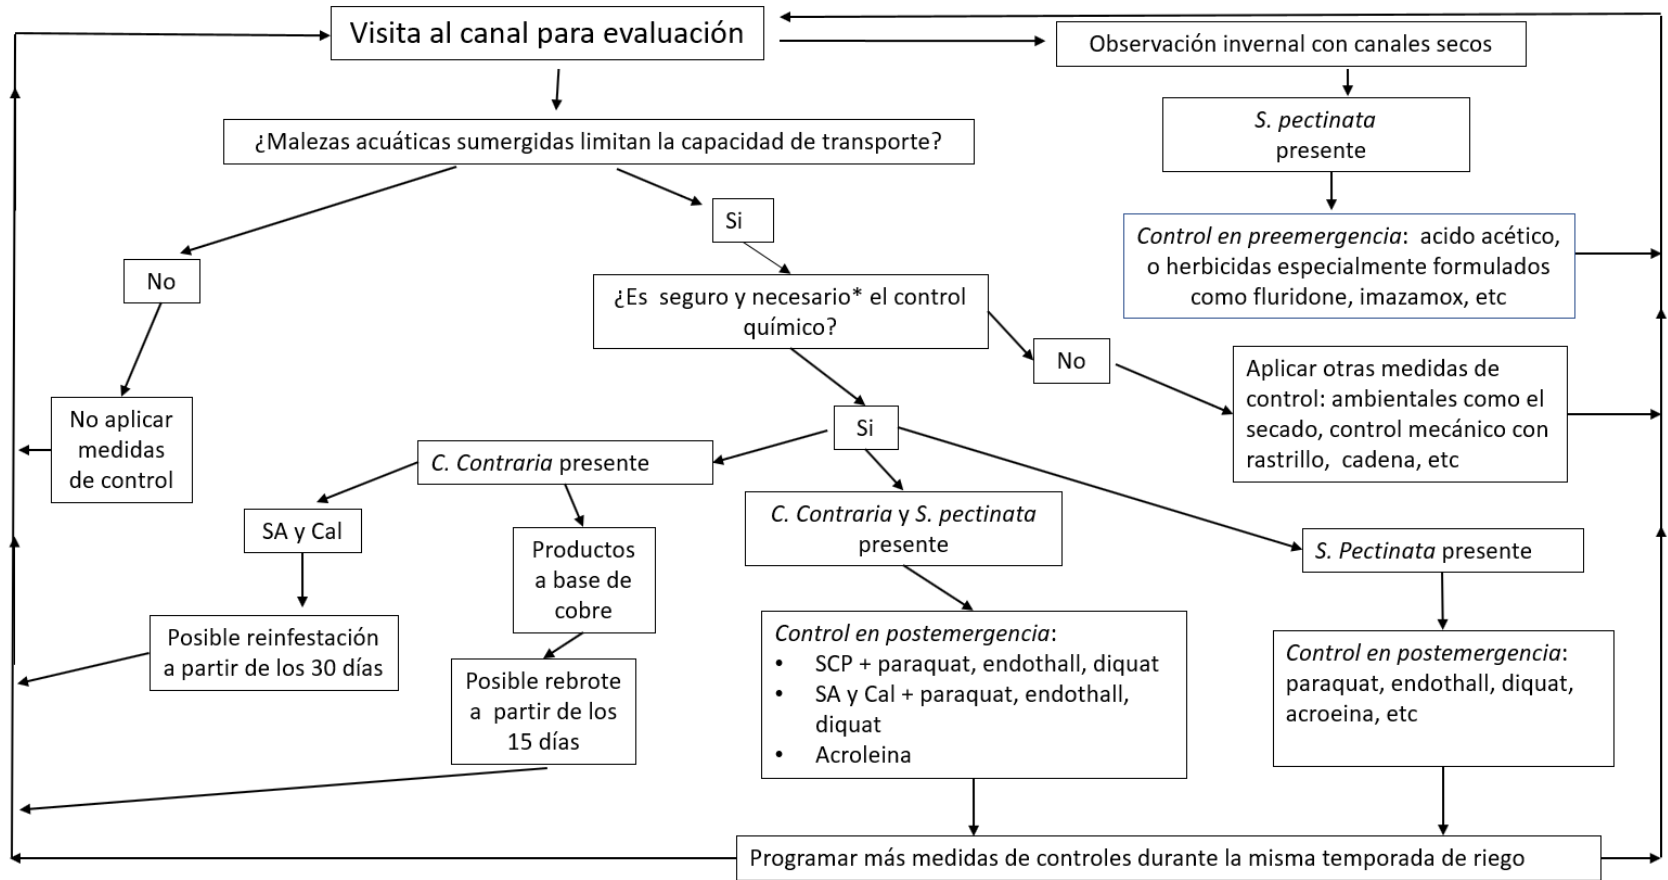 Visita al canal para evaluación
Observación invernal con canales secos
¿Malezas acuáticas sumergidas limitan la capacidad de transporte?
S. pectinata
presente
Si
No
Control en preemergencia:  acido acético,
o herbicidas especialmente formulados
como fluridone, imazamox, etc
¿Es  seguro y necesario* el control
químico?
No
Aplicar otras medidas de
control: ambientales como el
secado, control mecánico con
rastrillo,  cadena, etc
No aplicar
medidas
de control
Si
C. Contraria presente
SA y Cal
Productos
a base de
cobre
C. Contraria y S. pectinata
presente
S. Pectinata presente
Posible reinfestación
a partir de los 30 días
Posible rebrote
a  partir de los
15 días
Control en postemergencia:
• SCP + paraquat, endothall, diquat
• SA y Cal + paraquat, endothall,
diquat
• Acroleina
Control en postemergencia:
paraquat, endothall, diquat,
acroeina, etc
Programar más medidas de controles durante la misma temporada de riego